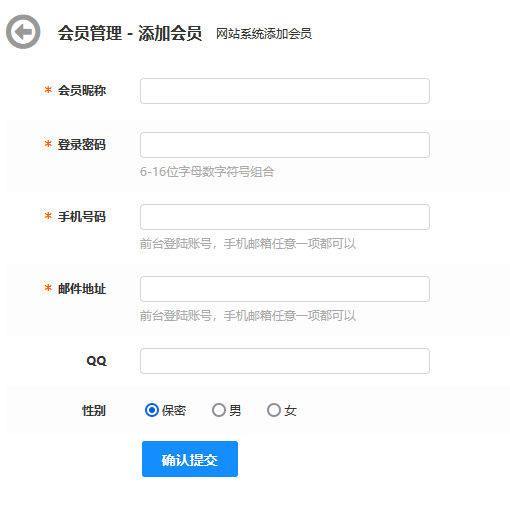 会员管理 - 添加会员 网站系统添加会员
* 会员昵称
* 登录密码
6-16位字母数字符号组合
* 手机号码
前台登陆账号，手机邮箱任意一项都可以
* 邮件地址
前台登陆账号，手机邮箱任意一项都可以
QQ
性别 保密 男 女
确认提交